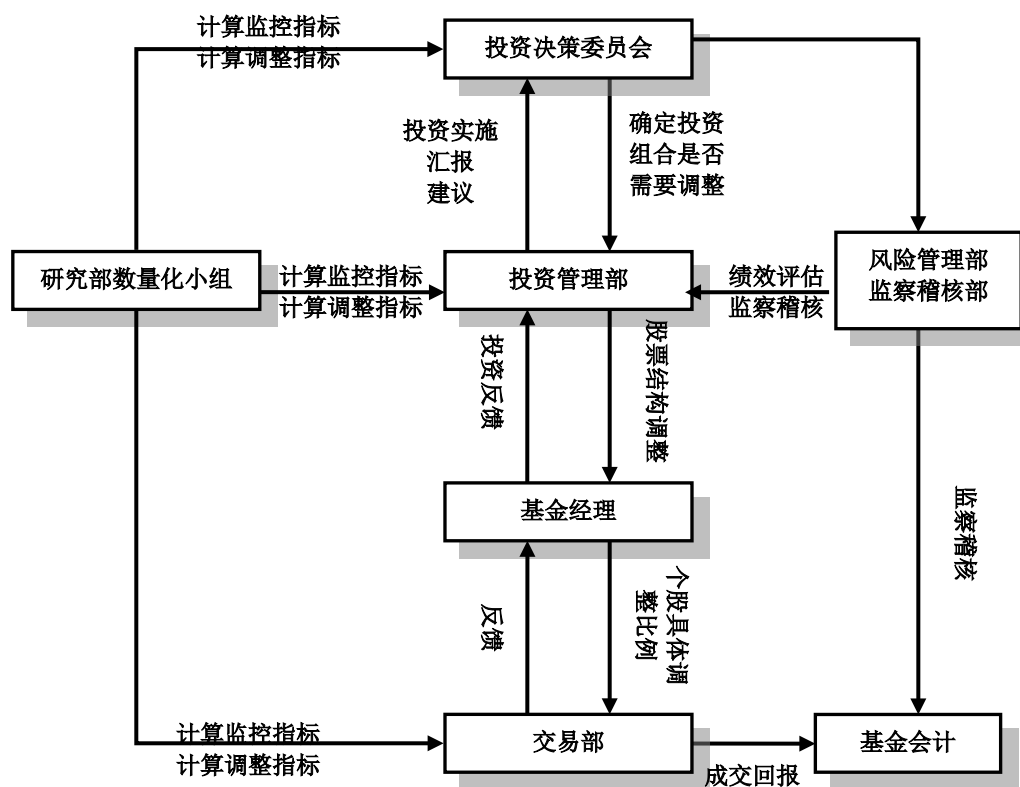 计算监控指标
计算调整指标
投资决策委员会
投资实施
汇报
建议
确定投资
组合是否
需要调整
研究部数量化小组
计算监控指标
计算调整指标
投资管理部
绩效评估
监察稽核
风险管理部
监察稽核部
投资反馈
股票结构调整
基金经理
监察稽核
反馈
个股具体调
整比例
计算监控指标
计算调整指标
交易部
成交回报
基金会计